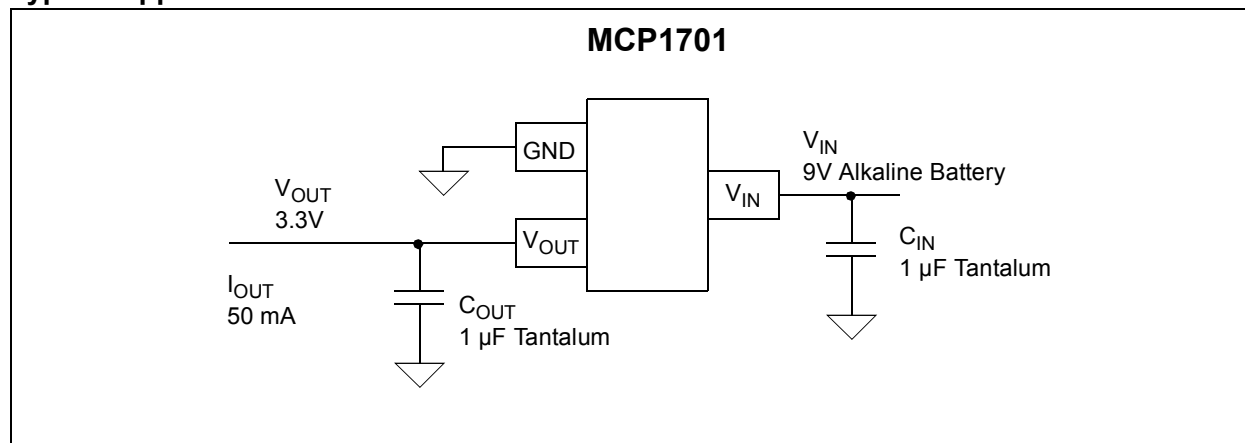 MCP1701
GND
V_IN
9V Alkaline Battery
V_IN
V_OUT
3.3V
V_OUT
C_IN
1 µF Tantalum
I_OUT
50 mA
C_OUT
1 µF Tantalum